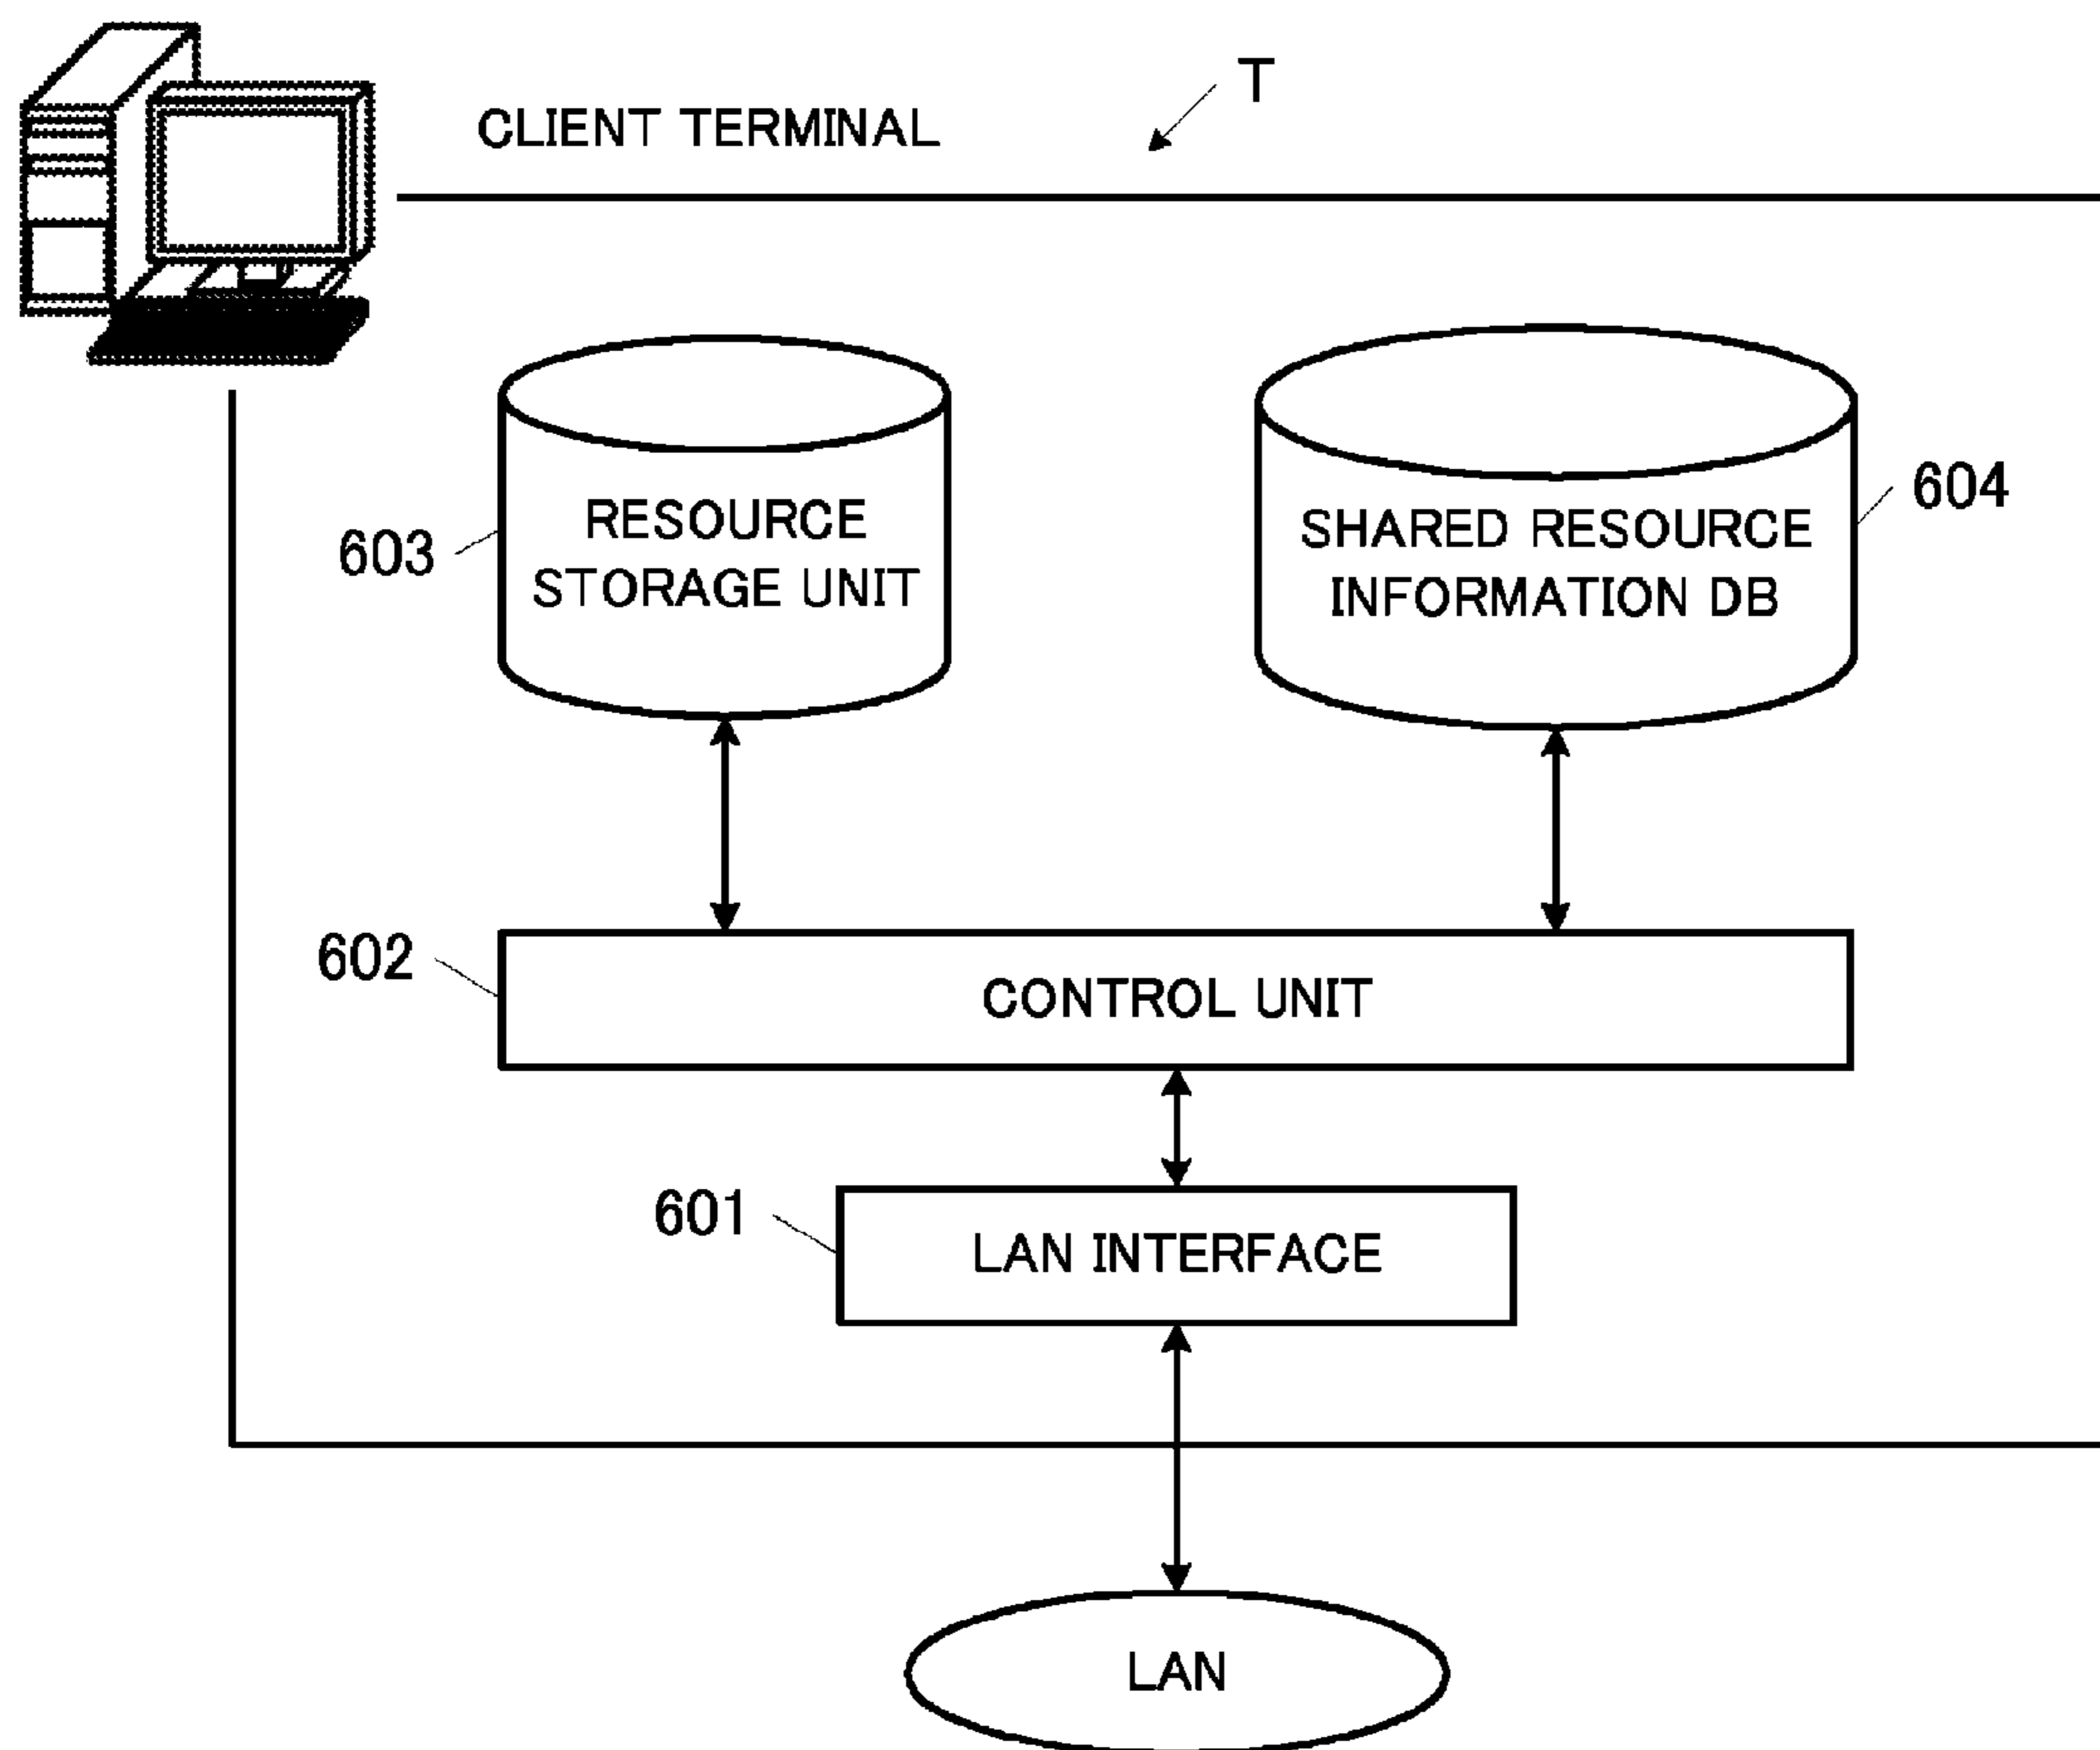 T
CLIENT TERMINAL
603
RESOURCE
STORAGE UNIT
604
SHARED RESOURCE
INFORMATION DB
602
CONTROL UNIT
601
LAN INTERFACE
LAN